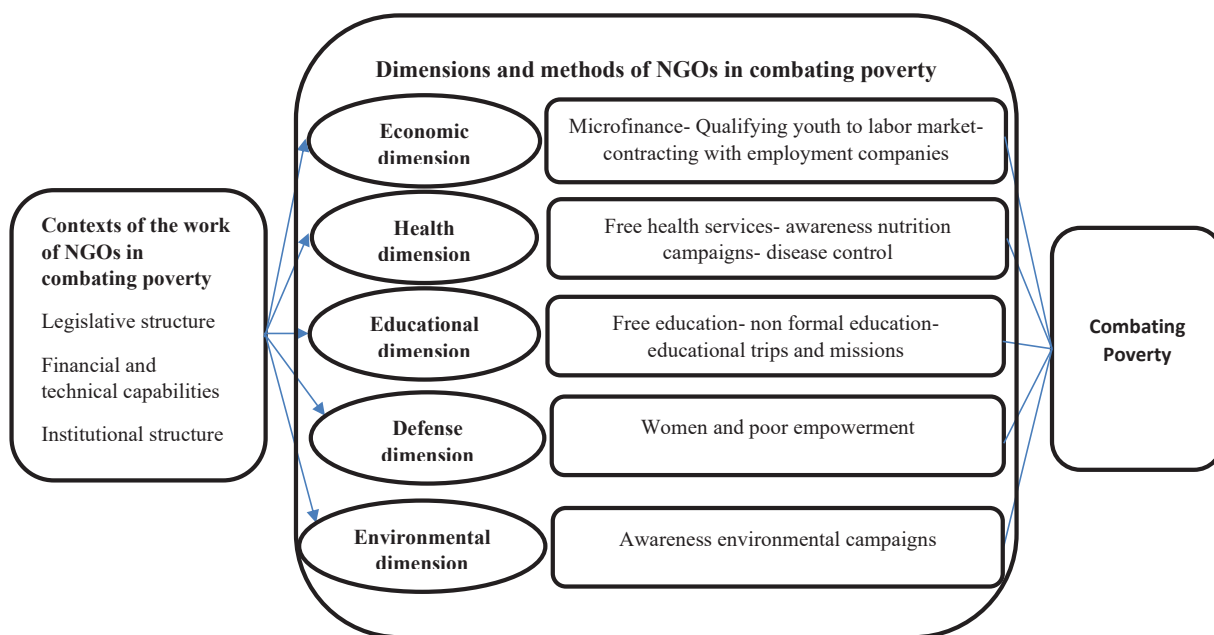 Dimensions and methods of NGOs in combating poverty
Contexts of the work
of NGOs in
combating poverty
Legislative structure
Financial and
technical capabilities
Institutional structure
Economic
dimension
Microfinance- Qualifying youth to labor market-
contracting with employment companies
Health
dimension
Free health services- awareness nutrition
campaigns- disease control
Educational
dimension
Free education- non formal education-
educational trips and missions
Defense
dimension
Women and poor empowerment
Environmental
dimension
Awareness environmental campaigns
Combating
Poverty